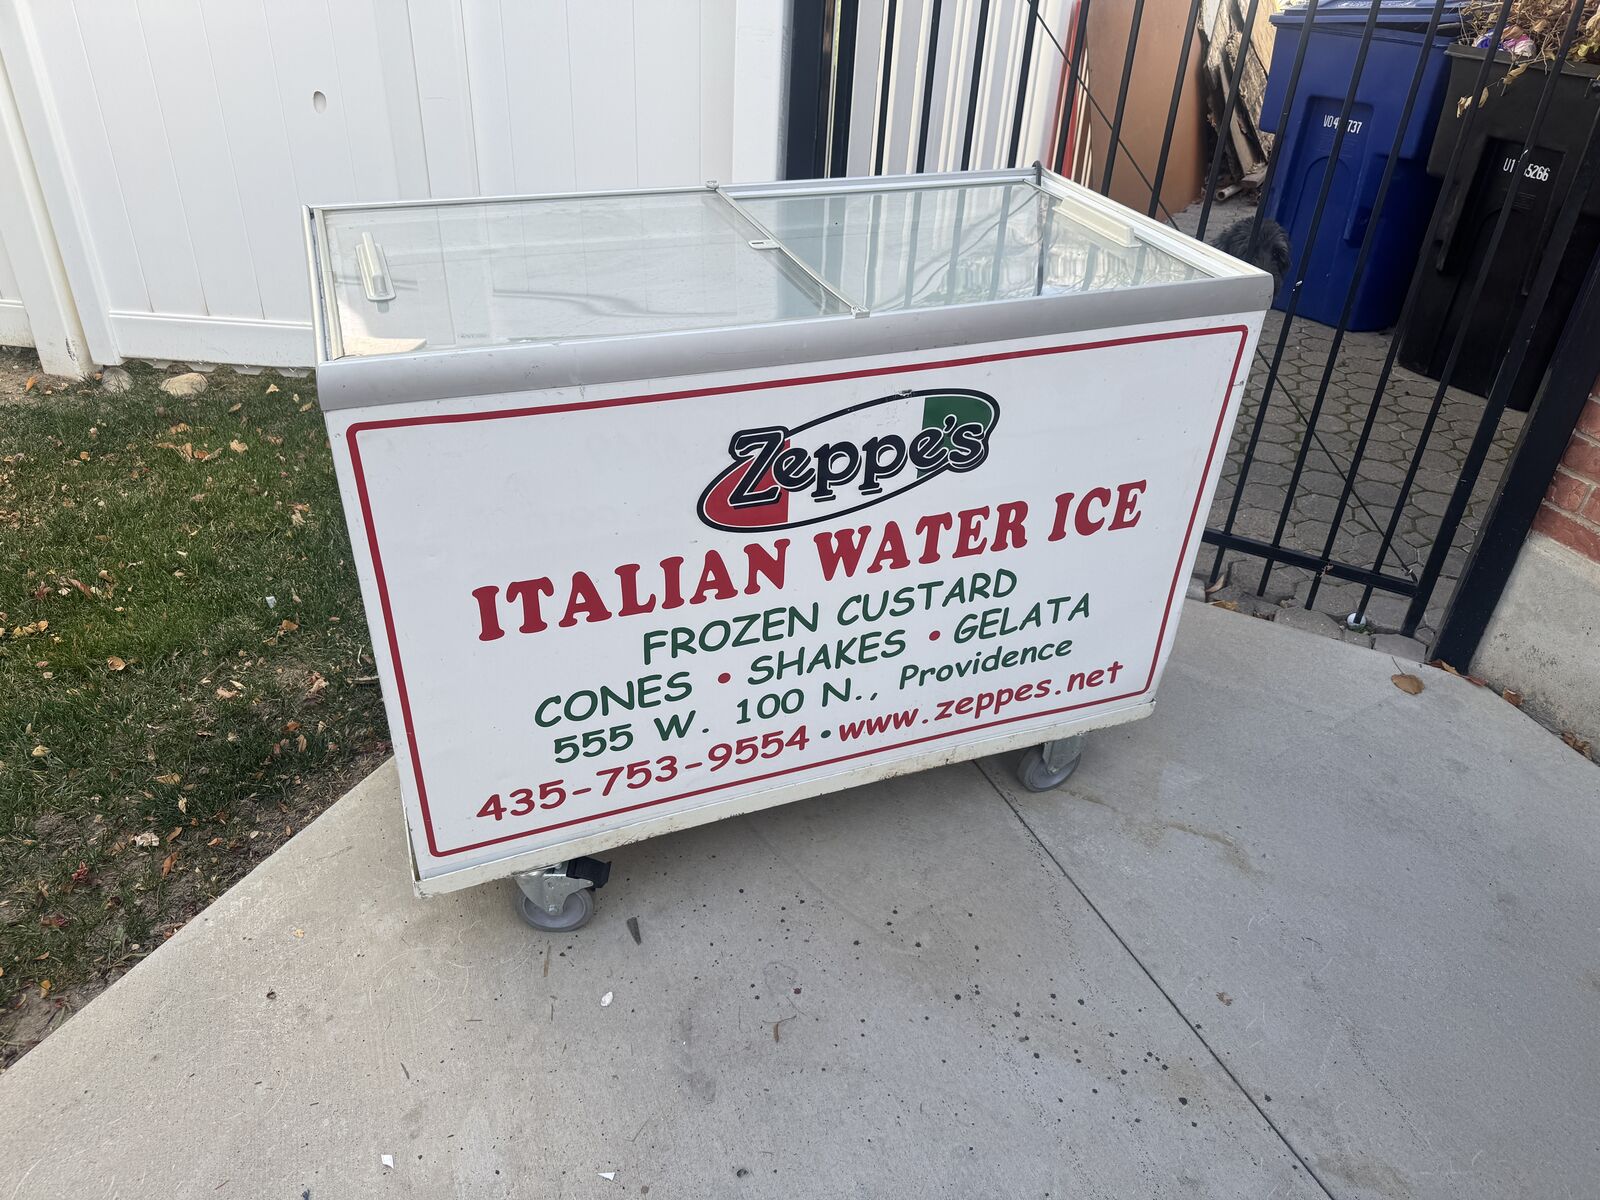 Zeppe's
ITALIAN WATER ICE
FROZEN CUSTARD
CONES • SHAKES • GELATA
555 W. 100 N., Providence
435-753-9554 • www.zeppes.net